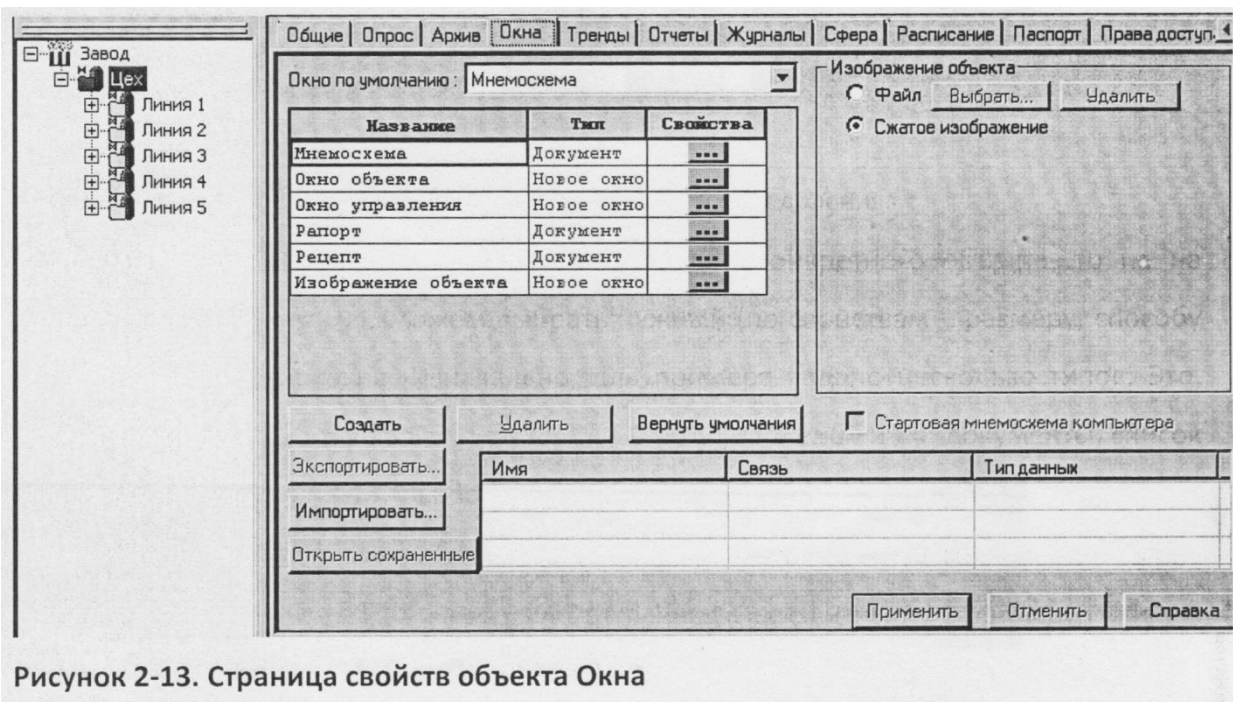 Завод
Цех
Линия 1
Линия 2
Линия 3
Линия 4
Линия 5
Общие Опрос Архив Окна Тренды Отчеты Журналы Сфера Расписание Паспорт Права доступ
Окно по умолчанию : Мнемосхема
Название Тип Свойства
Мнемосхема Документ ...
Окно объекта Новое окно ...
Окно управления Новое окно ...
Рапорт Документ ...
Рецепт Документ ...
Изображение объекта Новое окно ...
Изображение объекта
Файл Выбрать... Удалить
Сжатое изображение
Создать Удалить Вернуть умолчания
Стартовая мнемосхема компьютера
Экспортировать...
Импортировать...
Открыть сохраненные
Имя Связь Тип данных
Применить Отменить Справка
Рисунок 2-13. Страница свойств объекта Окна